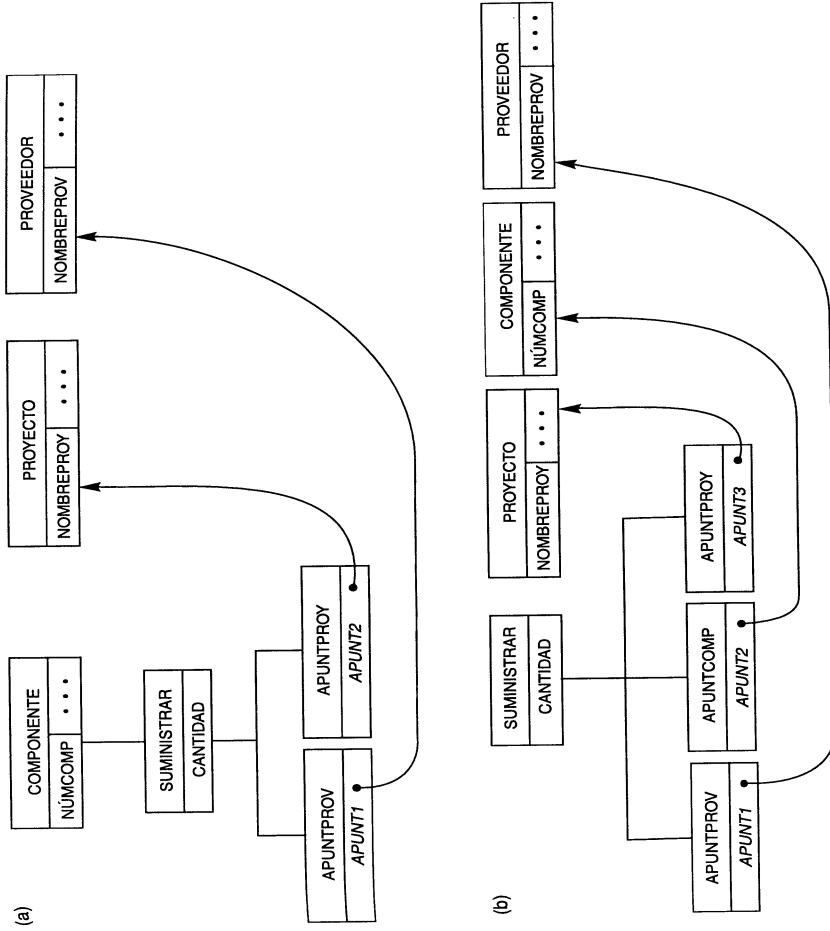 (a)
COMPONENTE
NÚMCOMP • • •
PROYECTO
NOMBREPROY • • •
PROVEEDOR
NOMBREPROV • • •
SUMINISTRAR
CANTIDAD
APUNTPROV
APUNT1
APUNTPROY
APUNT2
(b)
SUMINISTRAR
CANTIDAD
PROYECTO
NOMBREPROY • • •
COMPONENTE
NÚMCOMP • • •
PROVEEDOR
NOMBREPROV • • •
APUNTPROV
APUNT1
APUNTCOMP
APUNT2
APUNTPROY
APUNT3